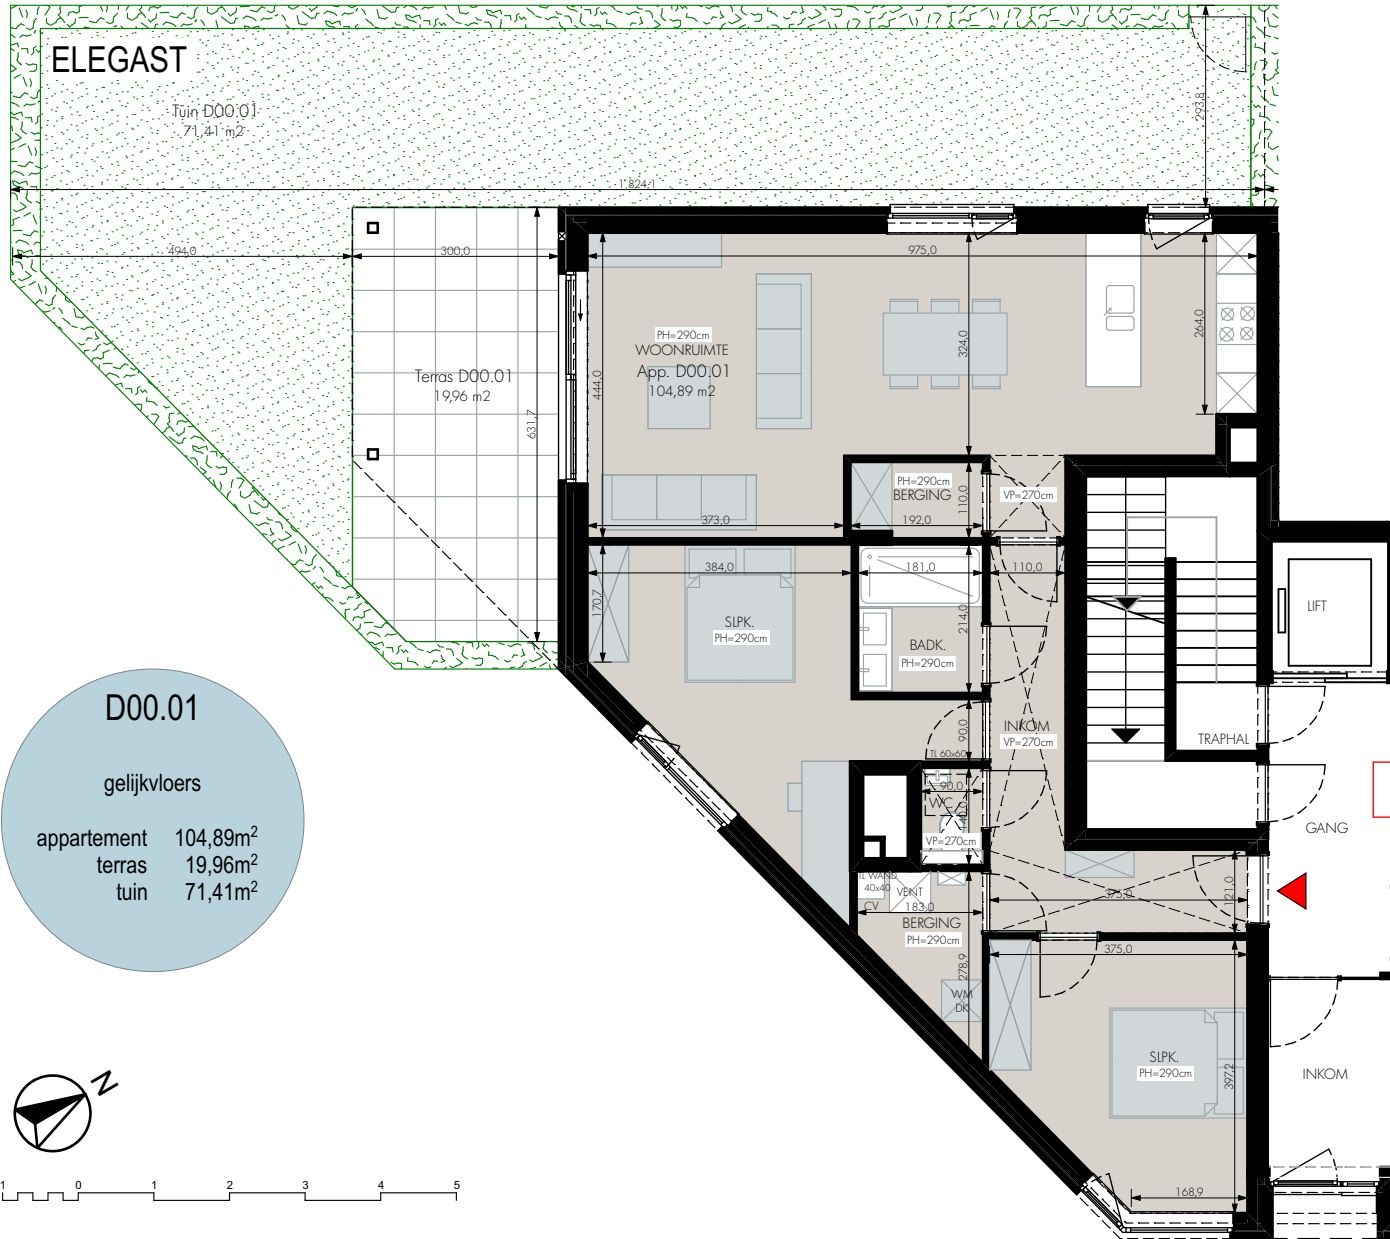 ELEGAST
Tuin D00.01
71,41 m2
293,8
1.824,1
494,0
300,0
975,0
PH=290cm
WOONRUIMTE
App. D00.01
104,89 m2
444,0
324,0
264,0
Terras D00.01
19,96 m2
631,7
PH=290cm
BERGING
110,0
192,0
VP=270cm
373,0
384,0
181,0
110,0
170,7
SLPK.
PH=290cm
214,0
BADK.
PH=290cm
LIFT
INKOM
VP=270cm
90,0
TL 60x60
TRAPHAL
90,0
WC
140,0
VP=270cm
GANG
D00.01
gelijkvloers
appartement 104,89m²
terras 19,96m²
tuin 71,41m²
TL WAND
40x40
CV
VENT
183,0
BERGING
PH=290cm
278,9
WM
DK
375,0
121,0
375,0
SLPK.
PH=290cm
397,2
168,9
INKOM
N
1 0 1 2 3 4 5